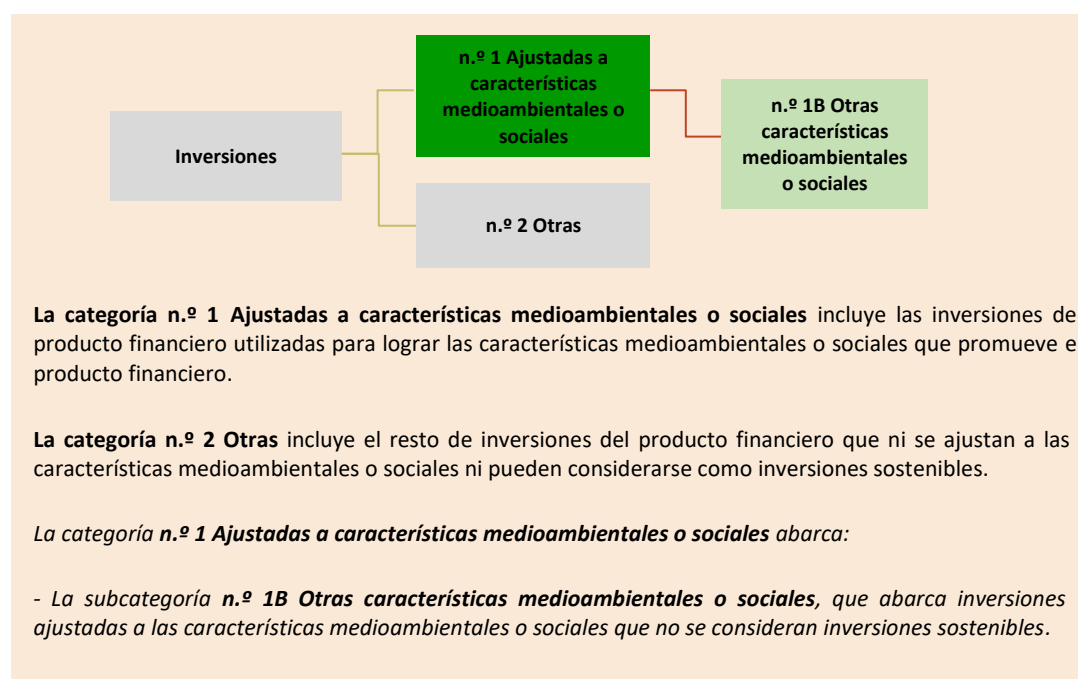 n.º 1 Ajustadas a
características
medioambientales o
sociales
n.º 1B Otras
características
medioambientales
o sociales
Inversiones
n.º 2 Otras
La categoría n.º 1 Ajustadas a características medioambientales o sociales incluye las inversiones de
producto financiero utilizadas para lograr las características medioambientales o sociales que promueve e
producto financiero.
La categoría n.º 2 Otras incluye el resto de inversiones del producto financiero que ni se ajustan a las
características medioambientales o sociales ni pueden considerarse como inversiones sostenibles.
La categoría n.º 1 Ajustadas a características medioambientales o sociales abarca:
- La subcategoría n.º 1B Otras características medioambientales o sociales, que abarca inversiones
ajustadas a las características medioambientales o sociales que no se consideran inversiones sostenibles.